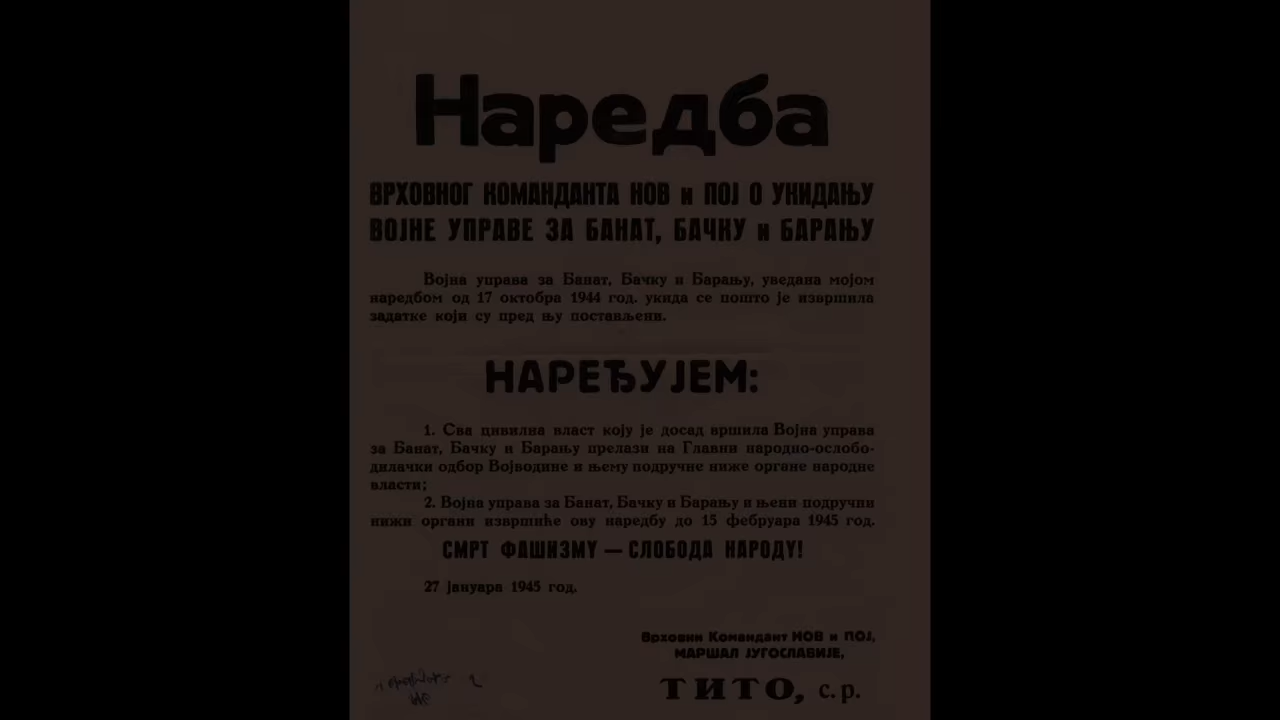 Наредба
ВРХОВНОГ КОМАНДАНТА НОВ и ПОЈ О УКИДАЊУ
ВОЈНЕ УПРАВЕ ЗА БАНАТ, БАЧКУ и БАРАЊУ
Војна управа за Банат, Бачку и Барању, уведана мојом
наредбом од 17 октобра 1944 год. укида се пошто је извршила
задатке који су пред њу постављени.
НАРЕЂУЈЕМ:
1. Сва цивилна власт коју је досад вршила Војна управа
за Банат, Бачку и Барању прелази на Главни народно-ослобо-
дилачки одбор Војводине и њему подручне ниже органе народне
власти;
2. Војна управа за Банат, Бачку и Барању и њени подручни
нижи органи извршиће ову наредбу до 15 фебруара 1945 год.
СМРТ ФАШИЗМУ — СЛОБОДА НАРОДУ!
27 јануара 1945 год.
Врховни Командант НОВ и ПОЈ,
МАРШАЛ ЈУГОСЛАВИЈЕ,
ТИТО, с.р.